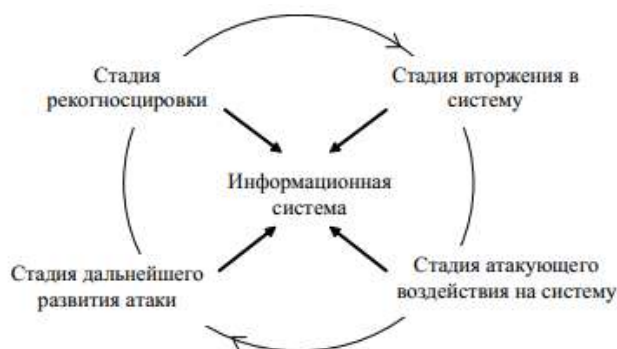 Стадия
рекогносцировки
Стадия вторжения в
систему
Информационная
система
Стадия дальнейшего
развития атаки
Стадия атакующего
воздействия на систему